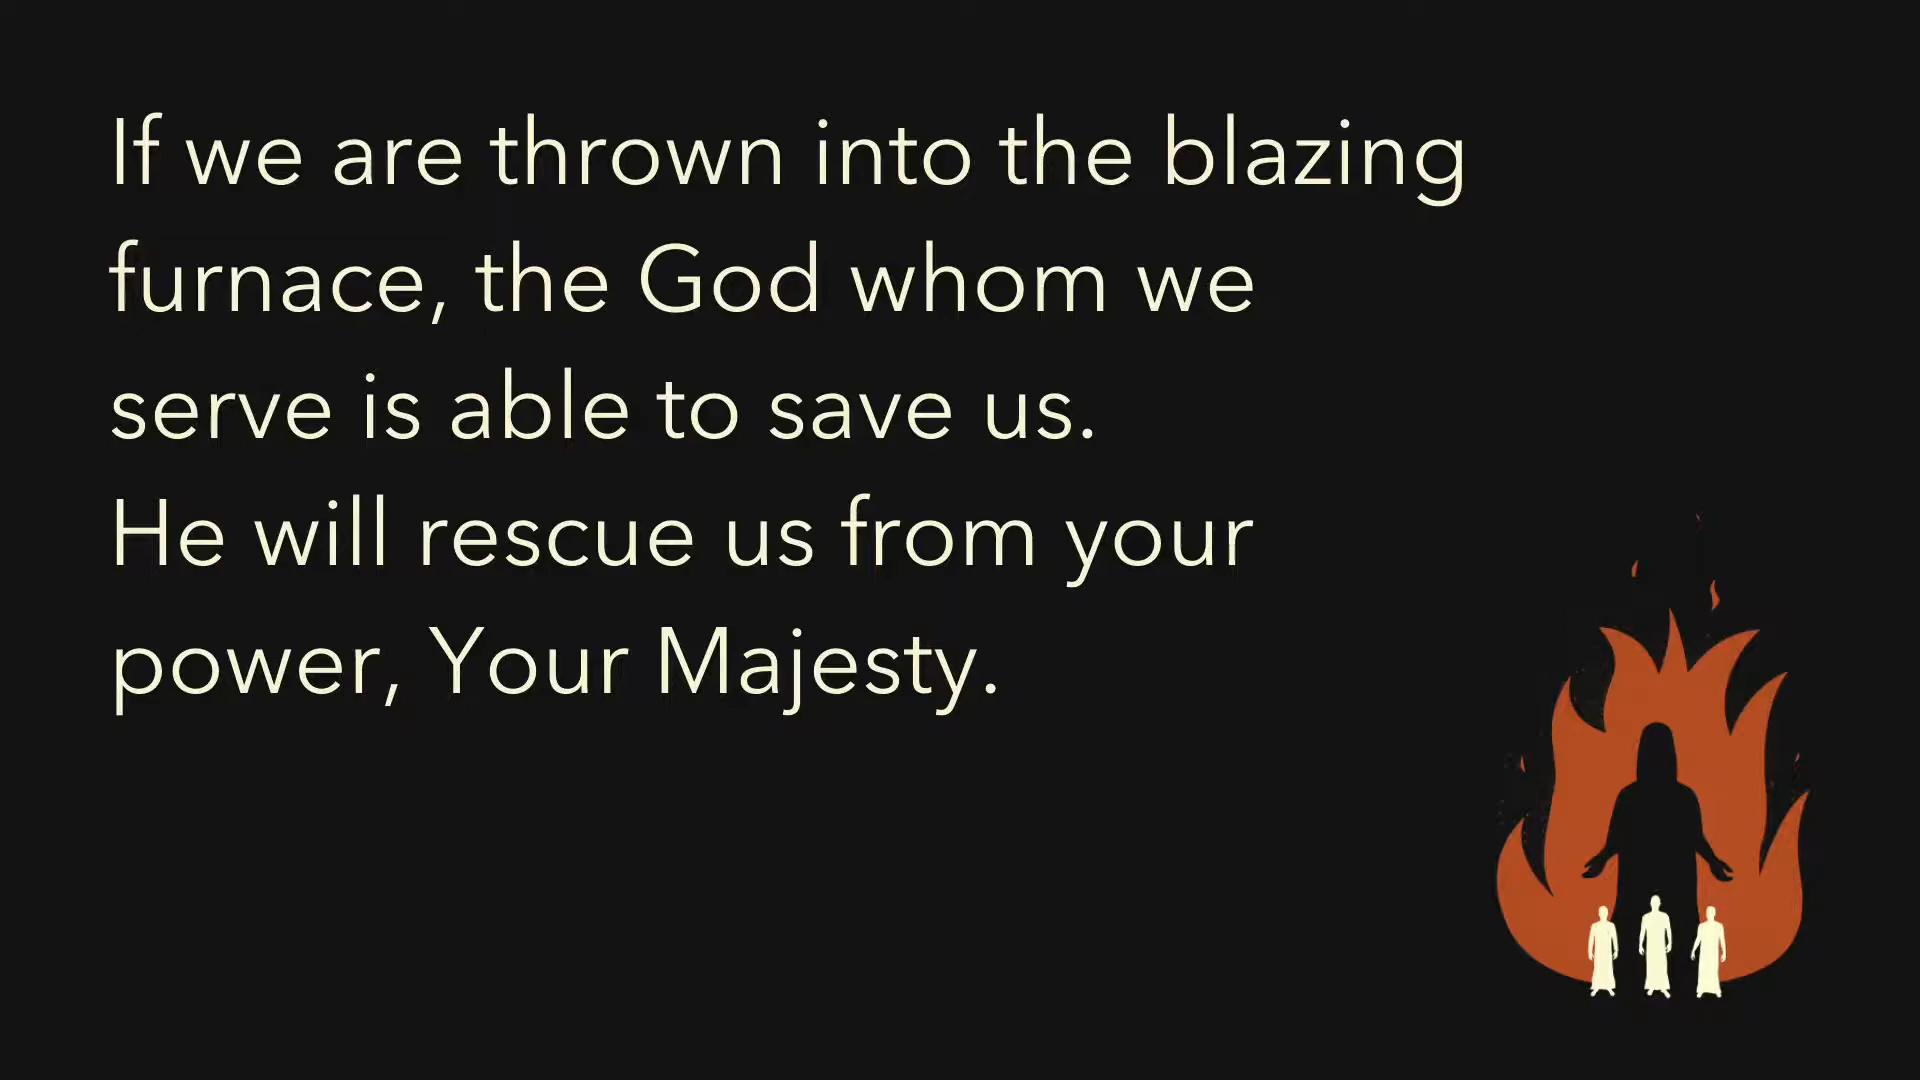 If we are thrown into the blazing
furnace, the God whom we
serve is able to save us.
He will rescue us from your
power, Your Majesty.